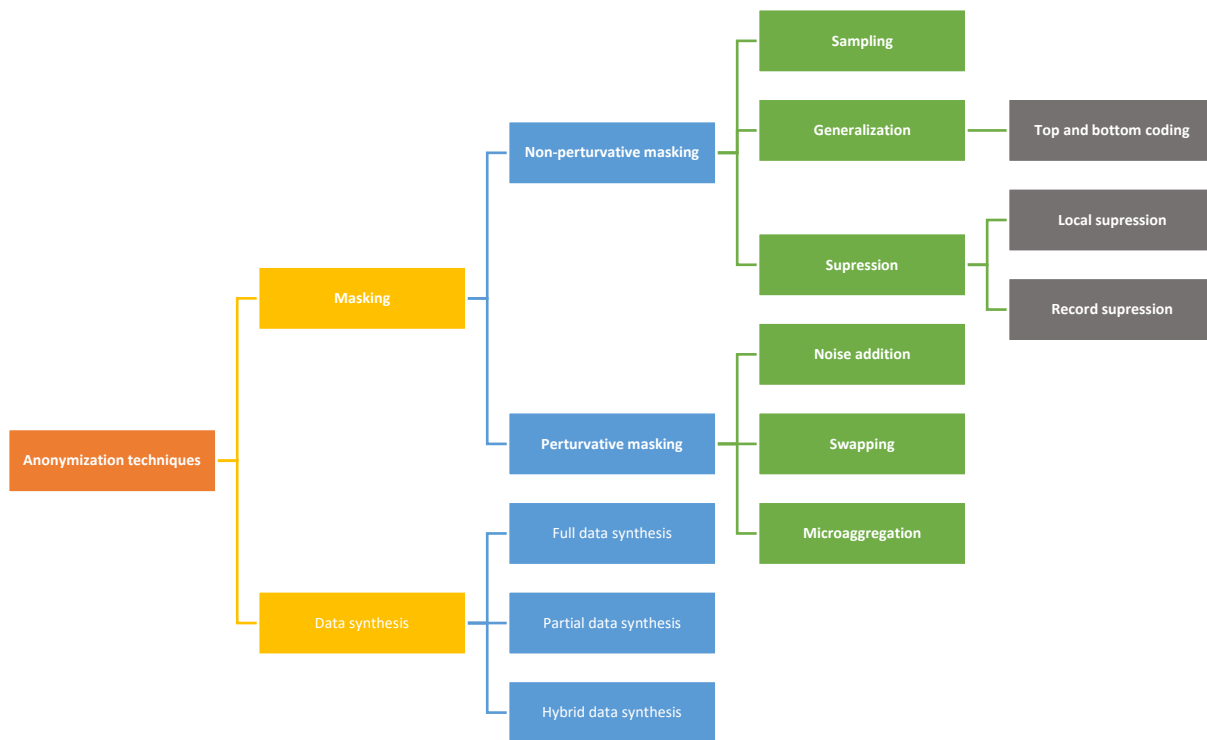 Sampling
Generalization
Top and bottom coding
Non-perturvative masking
Local supression
Supression
Masking
Record supression
Noise addition
Perturvative masking
Swapping
Anonymization techniques
Full data synthesis
Microaggregation
Data synthesis
Partial data synthesis
Hybrid data synthesis